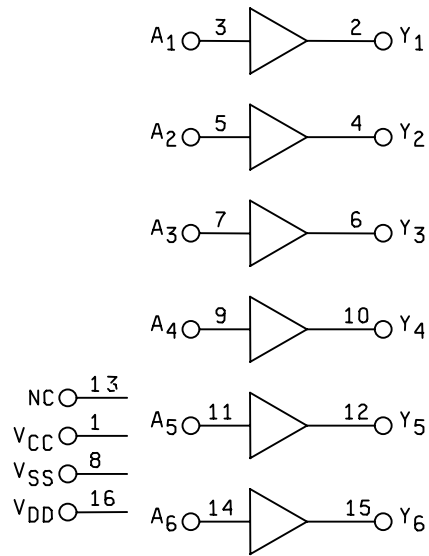 A1 3 2 Y1
A2 5 4 Y2
A3 7 6 Y3
A4 9 10 Y4
NC 13
A5 11 12 Y5
VCC 1
VSS 8
VDD 16
A6 14 15 Y6